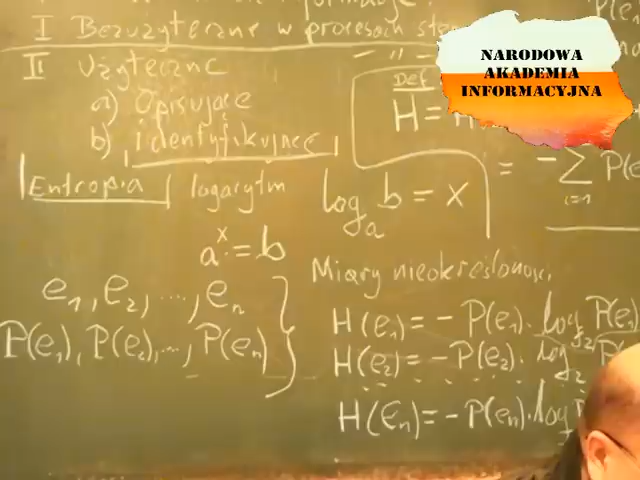 I Bezużyteczne w procesach
II Użyteczne
a) Opisujące
b) identyfikujące
Def
H =
= - Σ P(e
i=1
Entropia logarytm
log_a b = x
a^x = b
e₁, e₂, ..., eₙ
P(e₁), P(e₂), ..., P(eₙ)
Miary nieokreśloności
H(e₁) = - P(e₁) · log₂ P(e₁)
H(e₂) = - P(e₂) · log₂ P
H(eₙ) = - P(eₙ) · log
NARODOWA
AKADEMIA
INFORMACYJNA